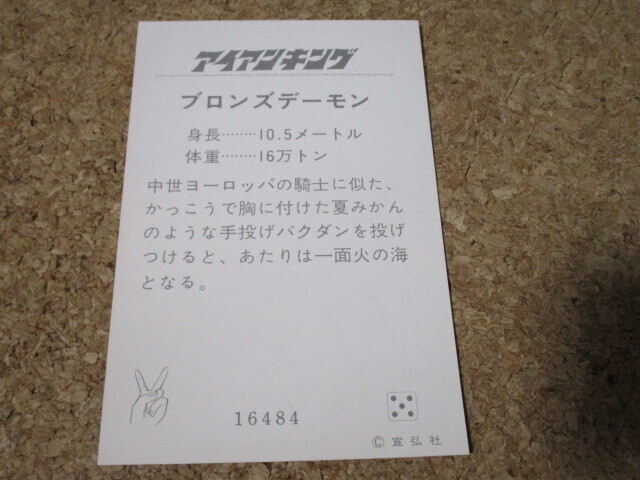 アイアンキング
ブロンズデーモン
身長……10.5メートル
体重……16万トン
中世ヨーロッパの騎士に似た、
かっこうで胸に付けた夏みかん
のような手投げバクダンを投げ
つけると、あたりは一面火の海
となる。
16484
©宣弘社